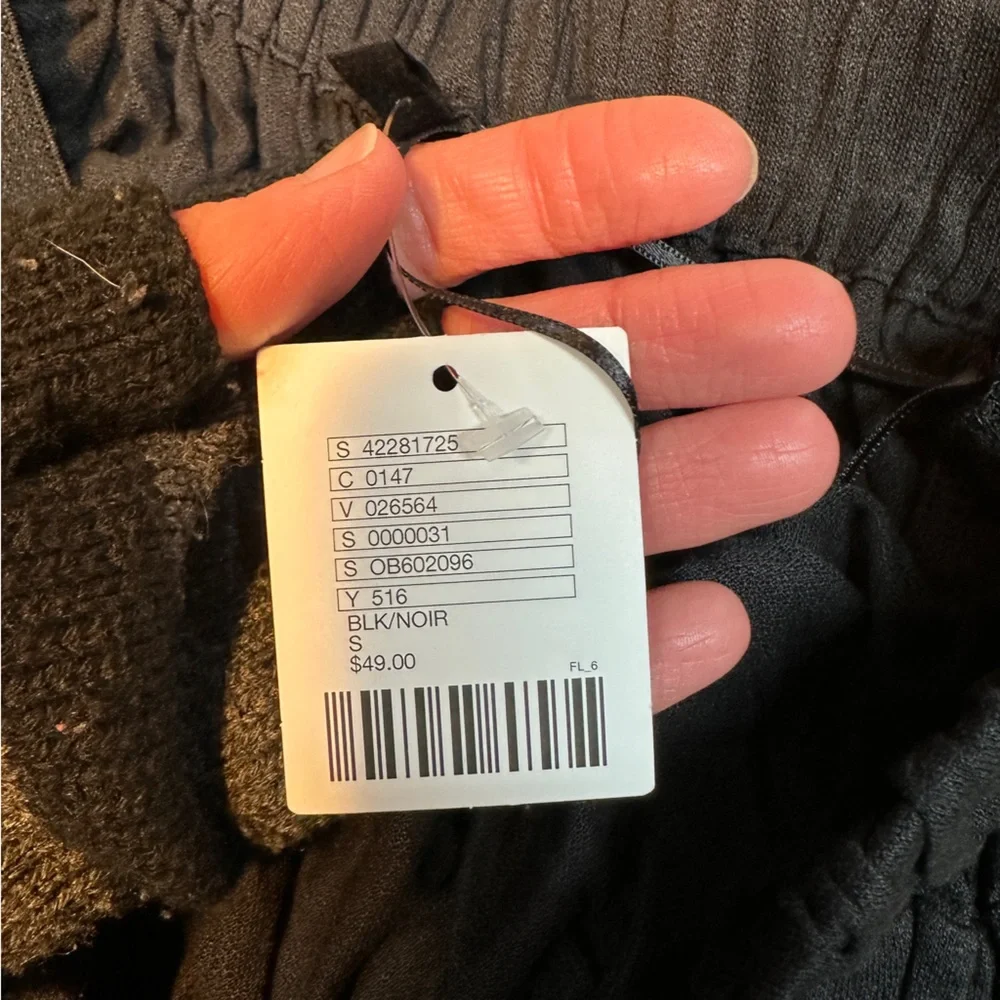 S 42281725
C 0147
V 026564
S 0000031
S OB602096
Y 516
BLK/NOIR
S
$49.00
FL_6